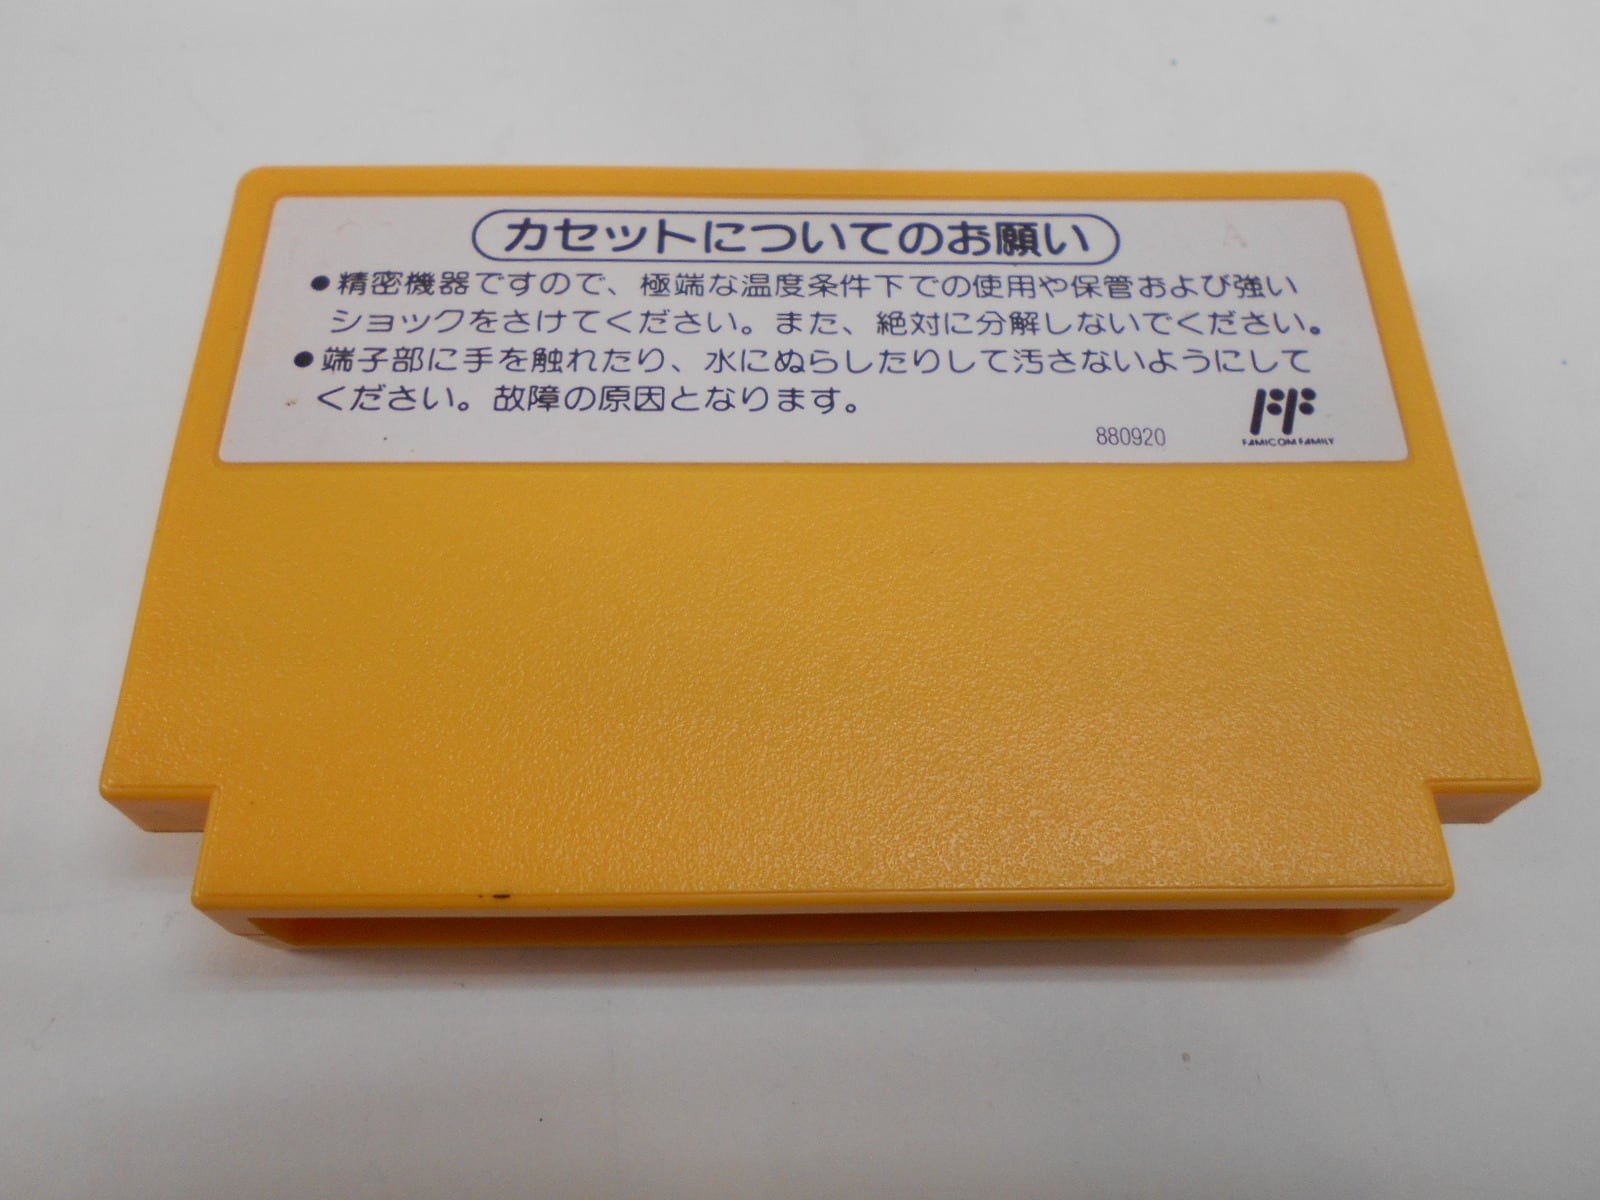 カセットについてのお願い
●精密機器ですので、極端な温度条件下での使用や保管および強い
ショックをさけてください。また、絶対に分解しないでください。
●端子部に手を触れたり、水にぬらしたりして汚さないようにして
ください。故障の原因となります。
880920
FAMICOM FAMILY
A